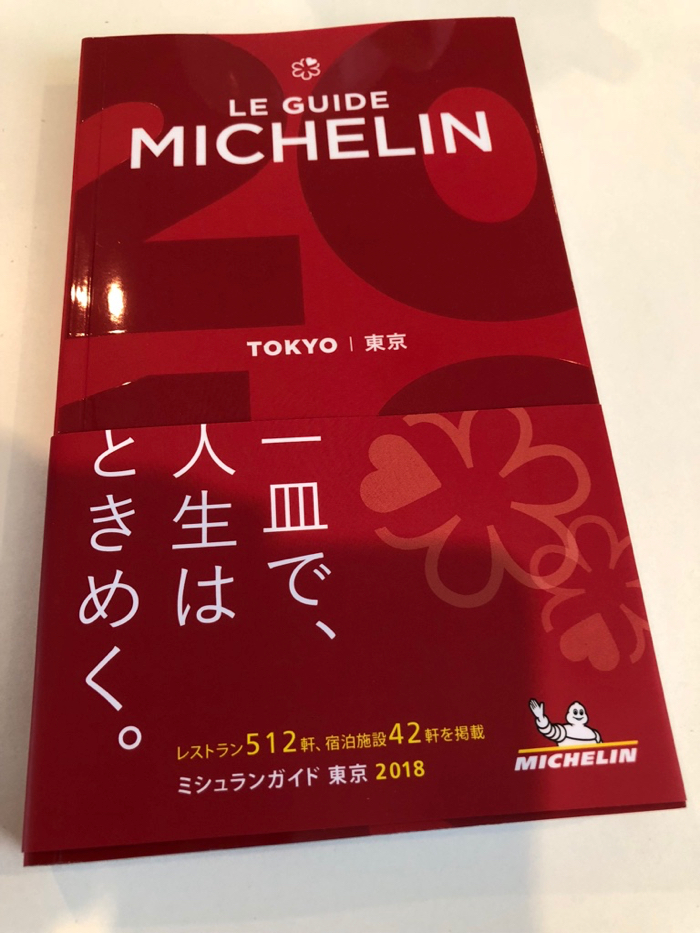 20
LE GUIDE
MICHELIN
TOKYO | 東京
一皿で、
人生は
ときめく。
レストラン512軒、宿泊施設42軒を掲載
ミシュランガイド 東京 2018
MICHELIN